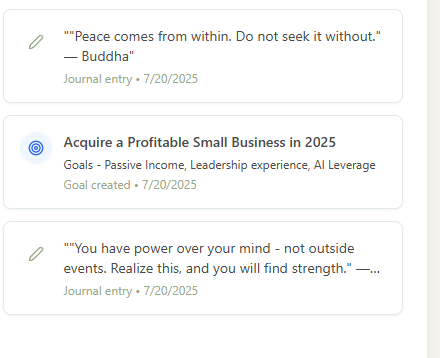 ""Peace comes from within. Do not seek it without."
— Buddha"
Journal entry • 7/20/2025
Acquire a Profitable Small Business in 2025
Goals - Passive Income, Leadership experience, AI Leverage
Goal created • 7/20/2025
""You have power over your mind - not outside
events. Realize this, and you will find strength." —...
Journal entry • 7/20/2025